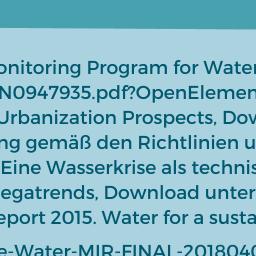 onitoring Program for Water
N0947935.pdf?OpenElemen
Urbanization Prospects, Dow
ng gemäß den Richtlinien u
Eine Wasserkrise als technis
egatrends, Download unter
eport 2015. Water for a susta
e-Water-MIR-FINAL-2018040